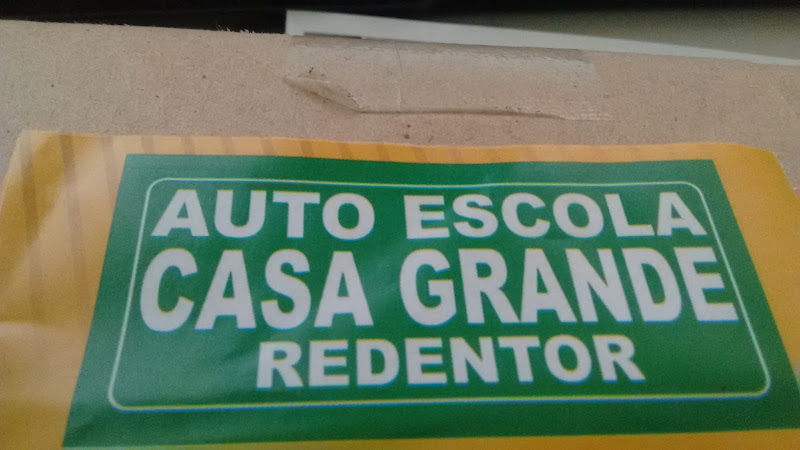 AUTO ESCOLA
CASA GRANDE
REDENTOR